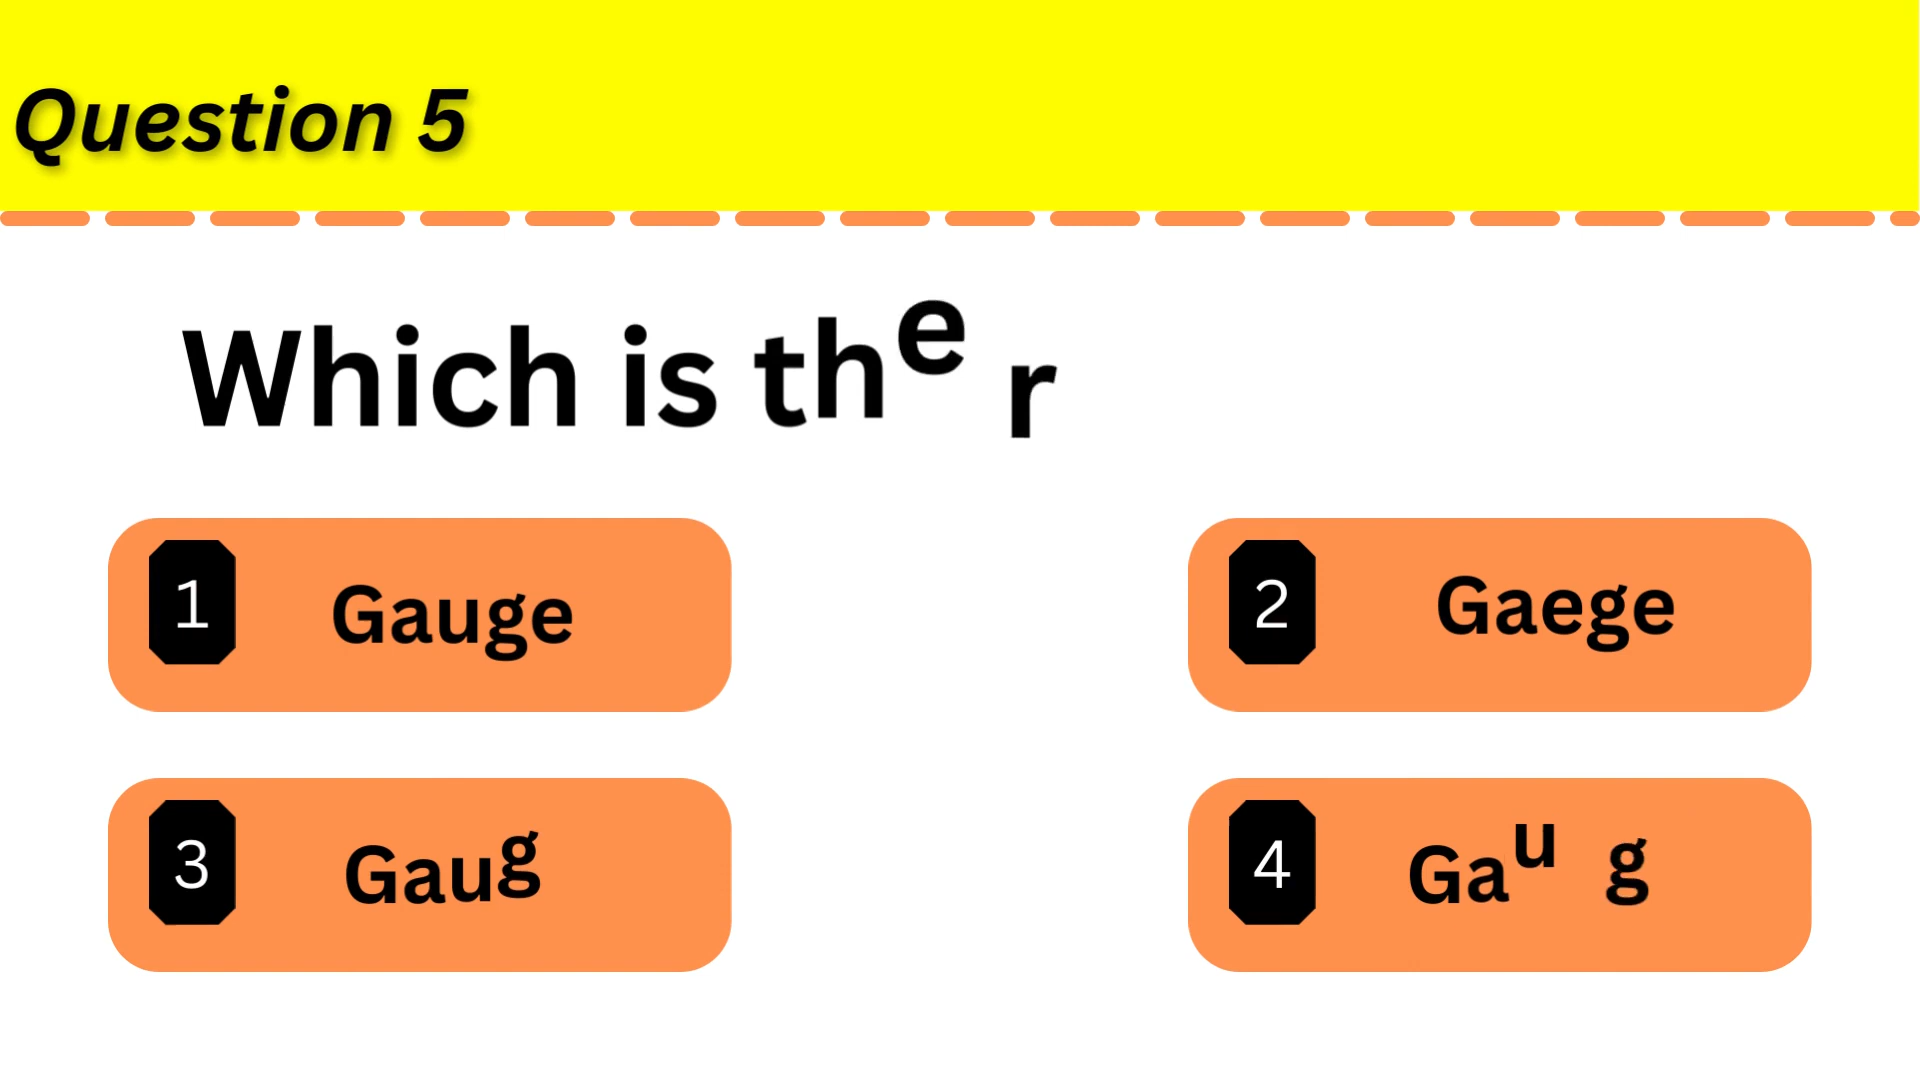 Question 5
Which is the r
1 Gauge
2 Gaege
3 Gaug
4 Gau g